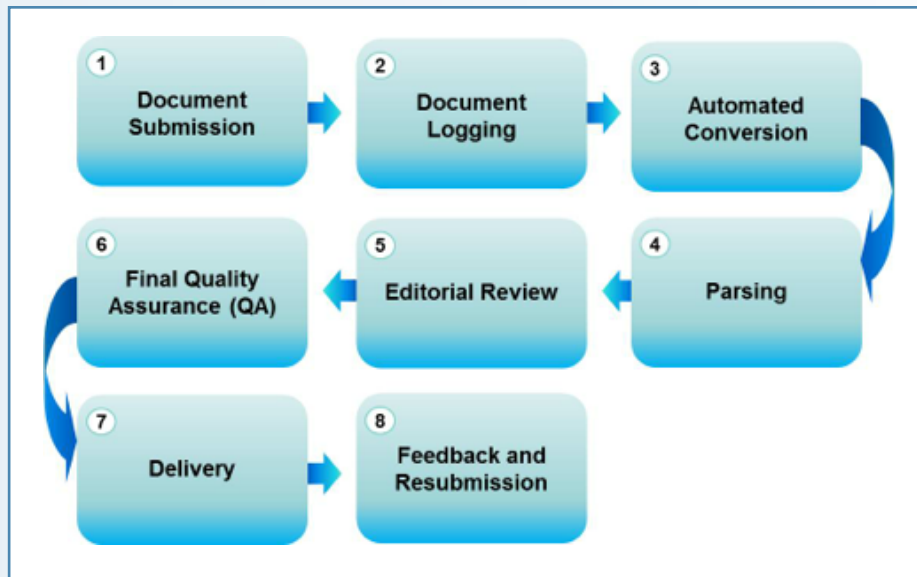 1
Document
Submission
2
Document
Logging
3
Automated
Conversion
4
Parsing
5
Editorial Review
6
Final Quality
Assurance (QA)
7
Delivery
8
Feedback and
Resubmission